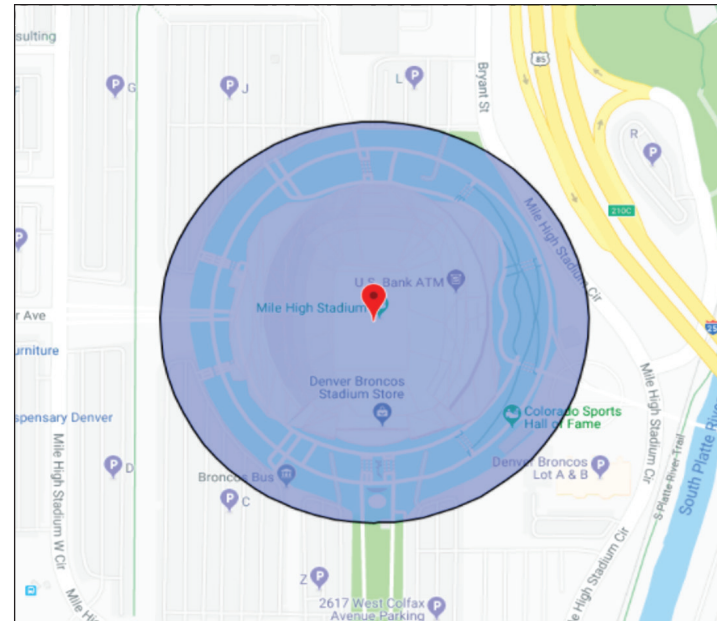 sulting
G
J
L
Bryant St
85
R
210C
Mile High Stadium Cir
U.S. Bank ATM
Mile High Stadium
r Ave
25
urniture
Denver Broncos
Stadium Store
Colorado Sports
Hall of Fame
spensary Denver
Mile High Stadium W Cir
D
Broncos Bus
C
Denver Broncos
Lot A & B
Mile High Stadium Cir
S Platte River Trail
South Platte Riv
Z
2617 West Colfax
Avenue Parking
Mile Hi
e High Stadium Cir